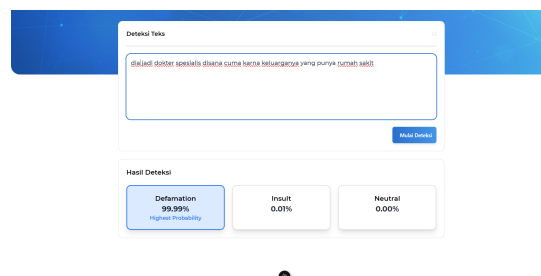 Deteksi Teks
dia jadi dokter spesialis disana cuma karna keluarganya yang punya rumah sakit
Mulai Deteksi
Hasil Deteksi
Defamation
99.99%
Highest Probability
Insult
0.01%
Neutral
0.00%